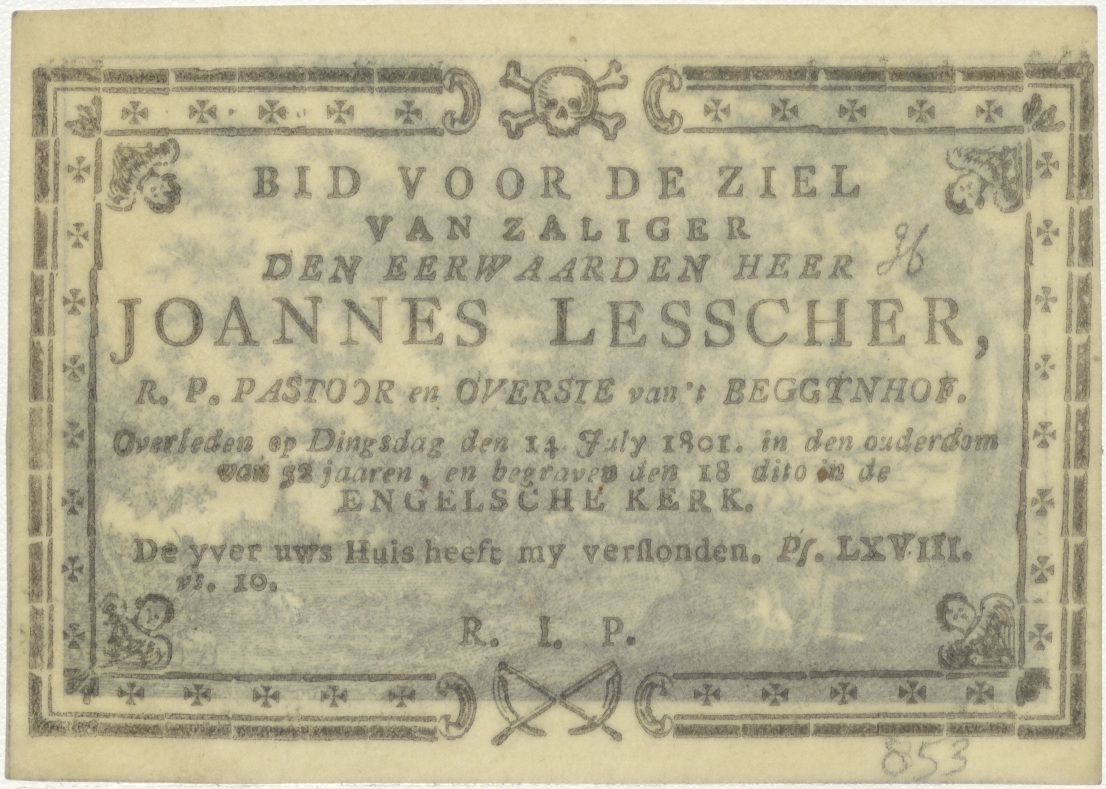 BID VOOR DE ZIEL
VAN ZALIGER
DEN EERWAARDEN HEER
JOANNES LESSCHER,
R. P. PASTOOR en OVERSTE van't BEGGYNHOF.
Overleden op Dingsdag den 14 July 1801. in den ouderdom
van jaaren, en begraven den 18 dito in de
ENGELSCHE KERK.
De yver uws Huis heeft my verslonden. Ps. LXVIII.
vs. 10.
R. I. P.
853